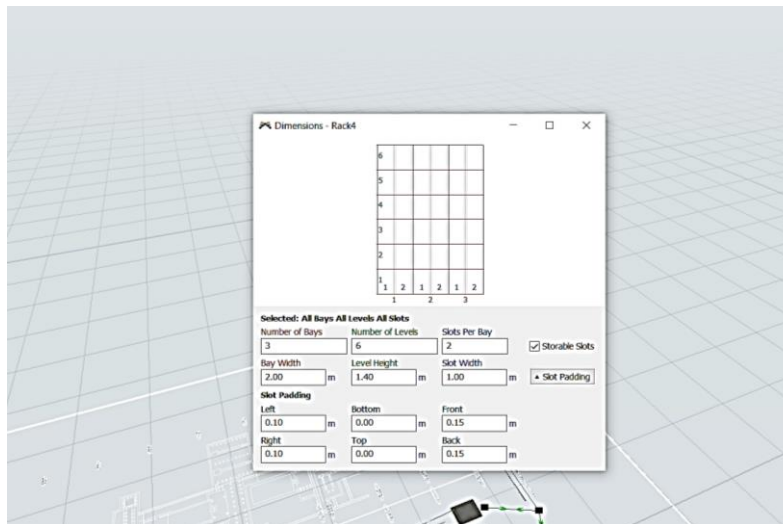 Dimensions - Rack4
6
5
4
3
2
1
1 2 1 2 1 2
1 2 3
Selected: All Bays All Levels All Slots
Number of Bays Number of Levels Slots Per Bay
3 6 2 Storable Slots
Bay Width Level Height Slot Width
2.00 m 1.40 m 1.00 m Slot Padding
Slot Padding
Left Bottom Front
0.10 m 0.00 m 0.15 m
Right Top Back
0.10 m 0.00 m 0.15 m